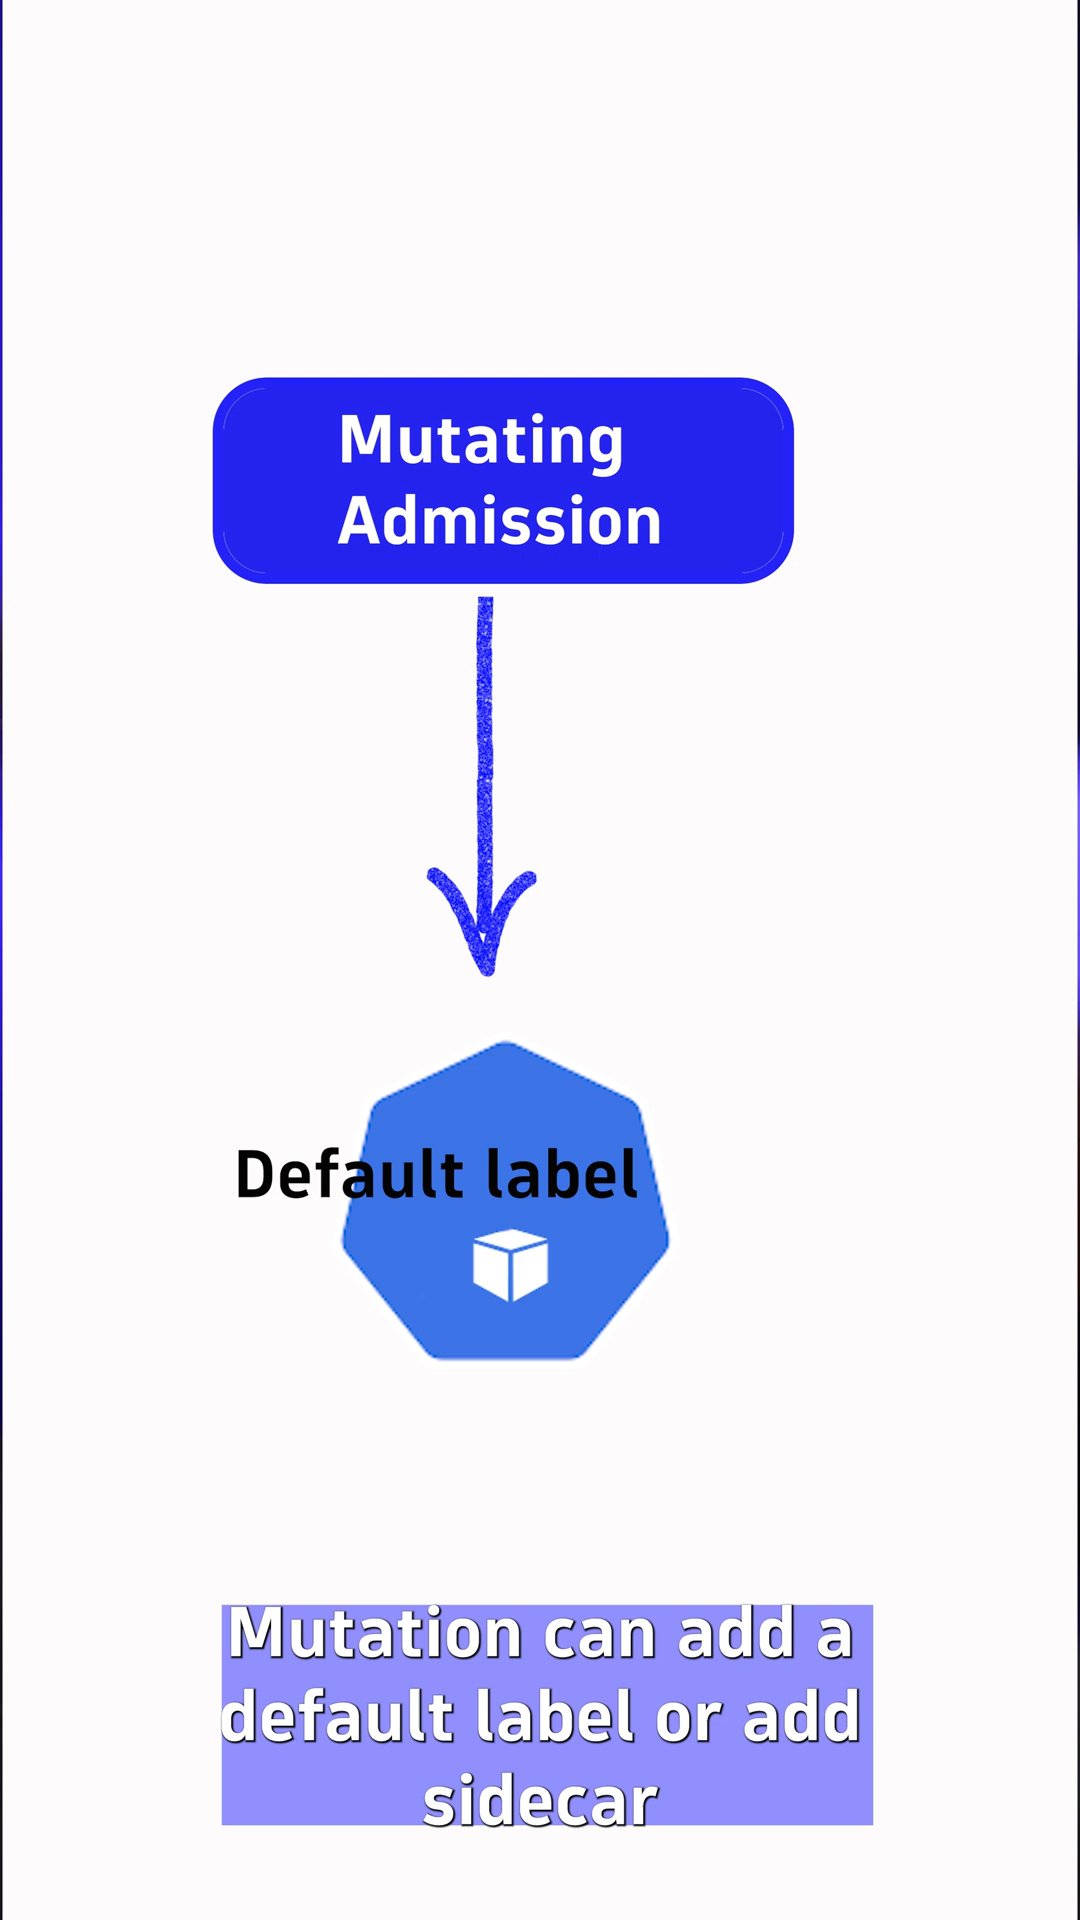 Mutating
Admission
Default label
Mutation can add a
default label or add
sidecar